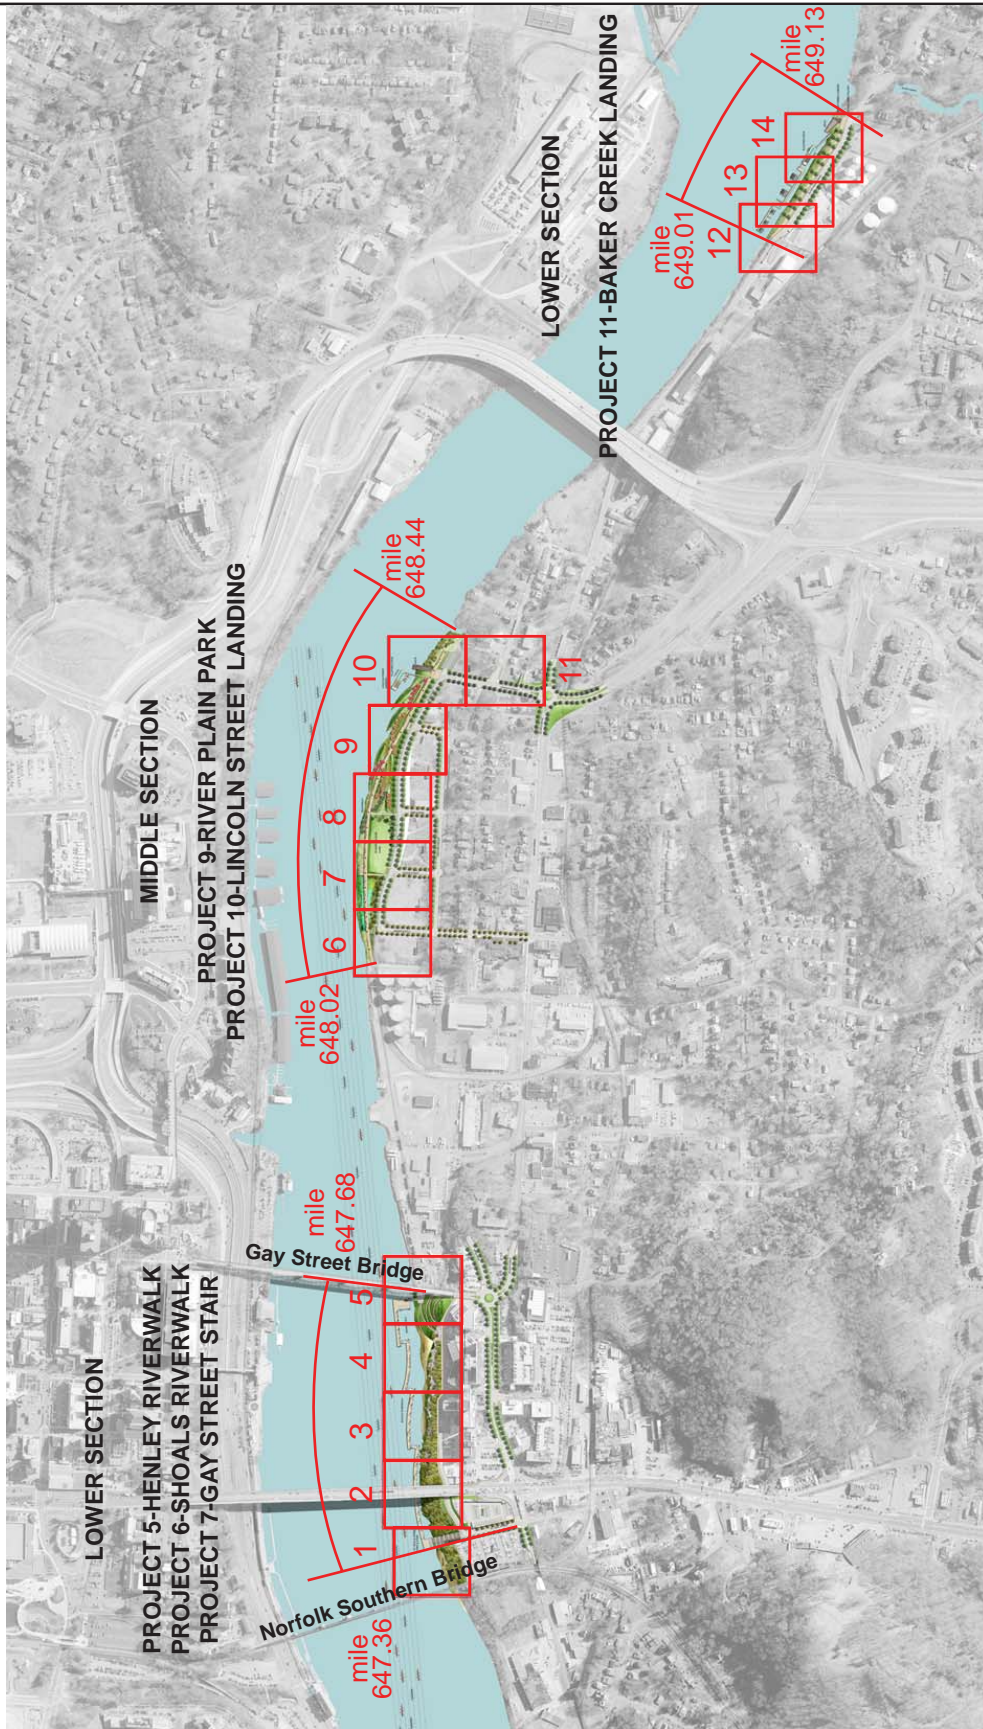 LOWER SECTION
PROJECT 5-HENLEY RIVERWALK
PROJECT 6-SHOALS RIVERWALK
PROJECT 7-GAY STREET STAIR
Norfolk Southern Bridge
Gay Street Bridge
mile
647.36
1
2
3
4
5
mile
647.68
MIDDLE SECTION
PROJECT 9-RIVER PLAIN PARK
PROJECT 10-LINCOLN STREET LANDING
mile
648.02
6
7
8
9
10
11
mile
648.44
LOWER SECTION
PROJECT 11-BAKER CREEK LANDING
mile
649.01
12
13
14
mile
649.13